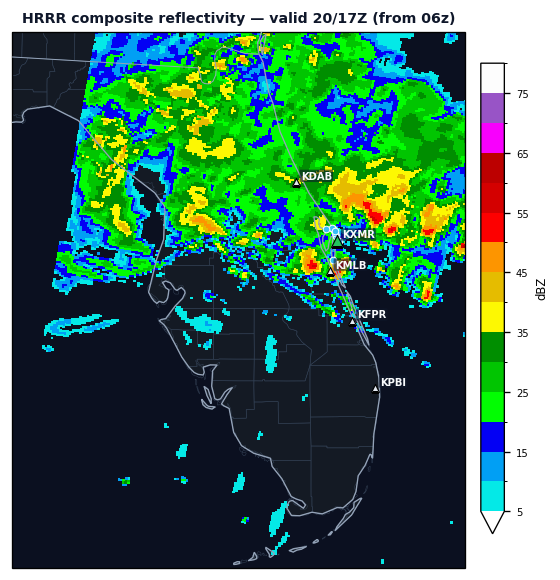 HRRR composite reflectivity — valid 20/17Z (from 06z)
KDAB
KXMR
KMLB
KFPR
KPBI
75
65
55
45
35
25
15
5
dBZ